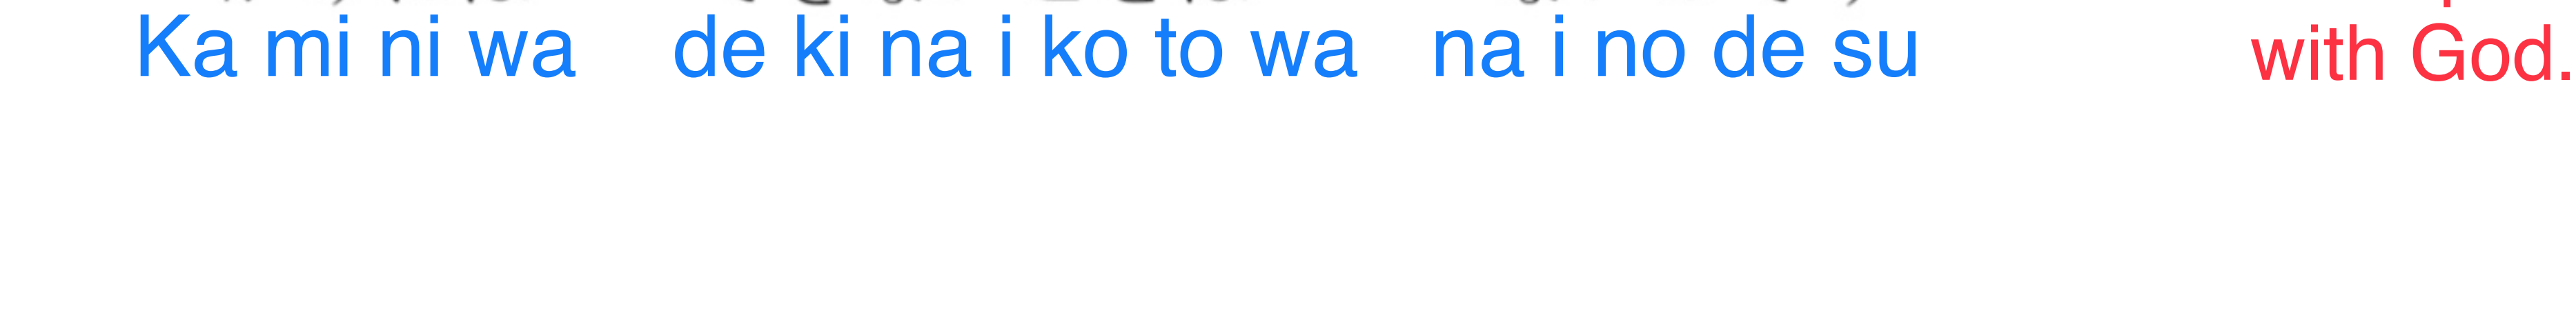 Ka mi ni wa de ki na i ko to wa na i no de su with God.